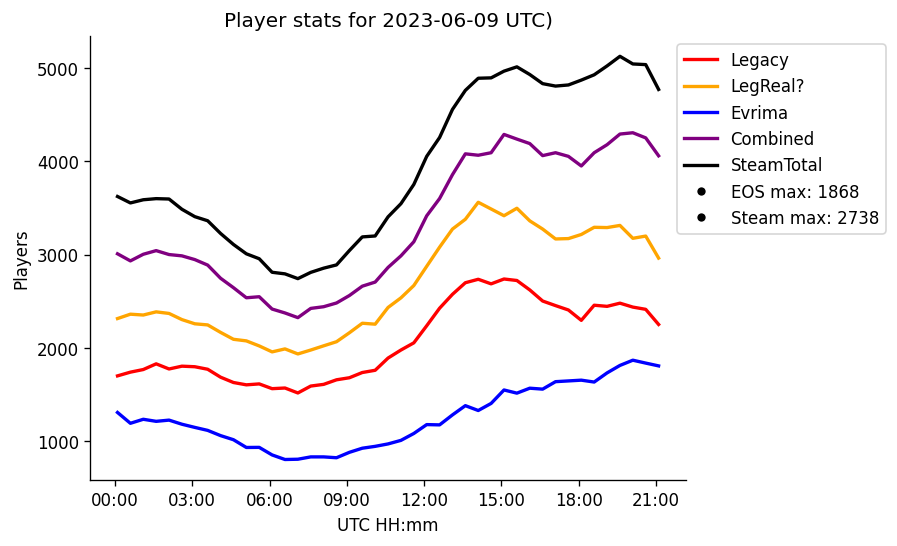 Player stats for 2023-06-09 UTC)
Legacy
LegReal?
Evrima
Combined
SteamTotal
EOS max: 1868
Steam max: 2738
Players
5000
4000
3000
2000
1000
00:00 03:00 06:00 09:00 12:00 15:00 18:00 21:00
UTC HH:mm